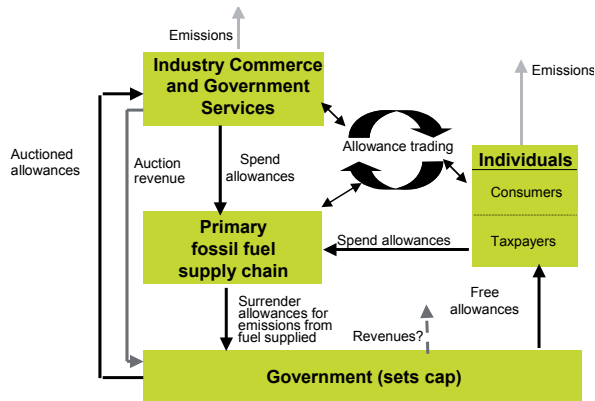 Emissions
Industry Commerce
and Government
Services
Emissions
Allowance trading
Auctioned
allowances
Auction
revenue
Spend
allowances
Individuals
Consumers
Taxpayers
Primary
fossil fuel
supply chain
Spend allowances
Surrender
allowances for
emissions from
fuel supplied
Free
allowances
Revenues?
Government (sets cap)